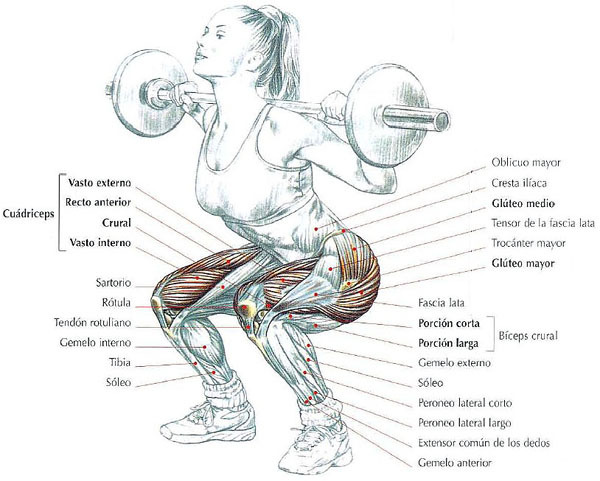 Cuádriceps
Vasto externo
Recto anterior
Crural
Vasto interno
Sartorio
Rótula
Tendón rotuliano
Gemelo interno
Tibia
Sóleo
Oblicuo mayor
Cresta ilíaca
Glúteo medio
Tensor de la fascia lata
Trocánter mayor
Glúteo mayor
Fascia lata
Porción corta
Porción larga
Bíceps crural
Gemelo externo
Sóleo
Peroneo lateral corto
Peroneo lateral largo
Extensor común de los dedos
Gemelo anterior